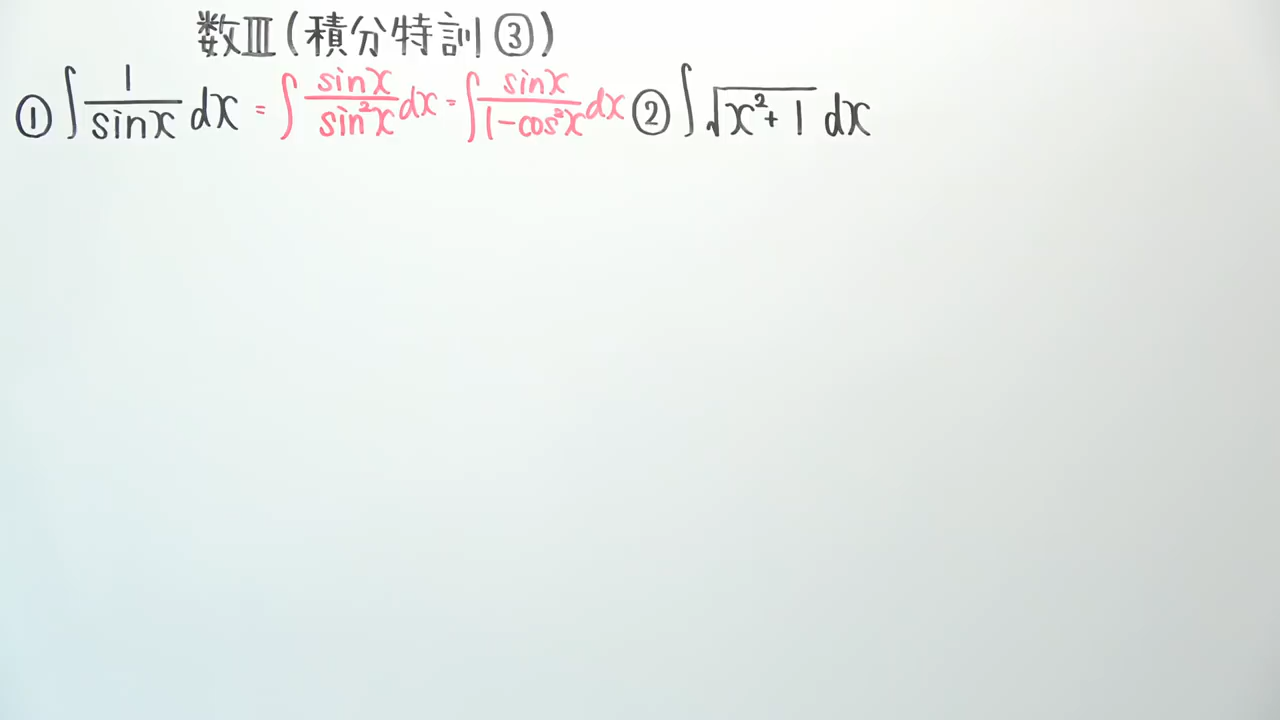 数Ⅲ(積分特訓③)
① ∫ 1/sinx dx = ∫ sinx/sin²x dx = ∫ sinx/1-cos²x dx ② ∫ √x²+1 dx